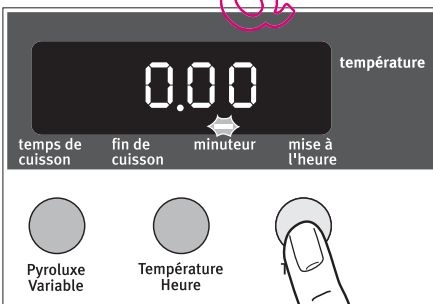 0.00
température
temps de cuisson
fin de cuisson
minuteur
mise à l'heure
Pyroluxe Variable
Température Heure